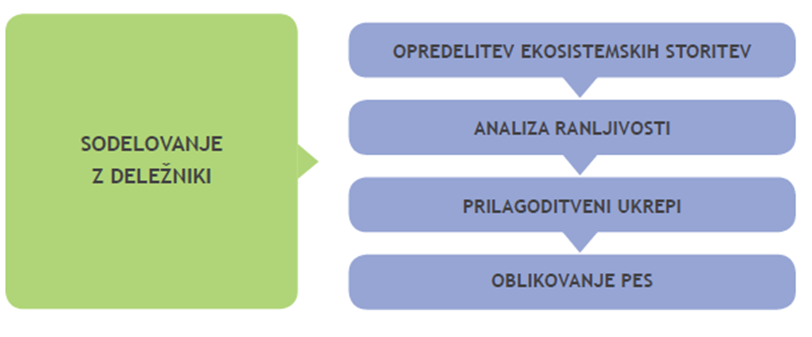 SODELOVANJE
Z DELEŽNIKI
OPREDELITEV EKOSISTEMSKIH STORITEV
ANALIZA RANLJIVOSTI
PRILAGODITVENI UKREPI
OBLIKOVANJE PES